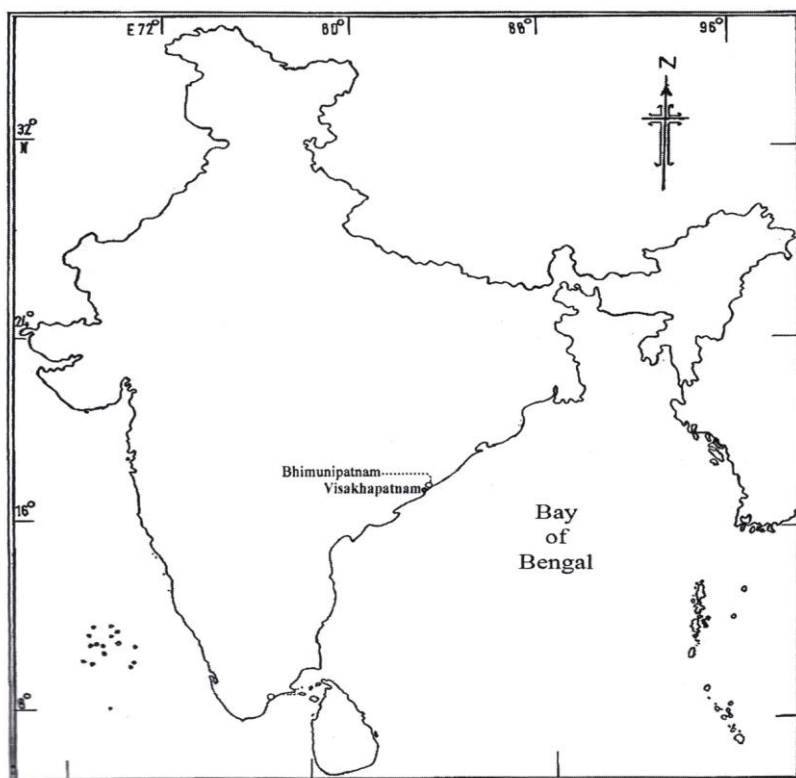 E72° 80° 88° 96°
N
32°
N
24°
Bhimunipatnam
Visakhapatnam
16°
Bay
of
Bengal
8°